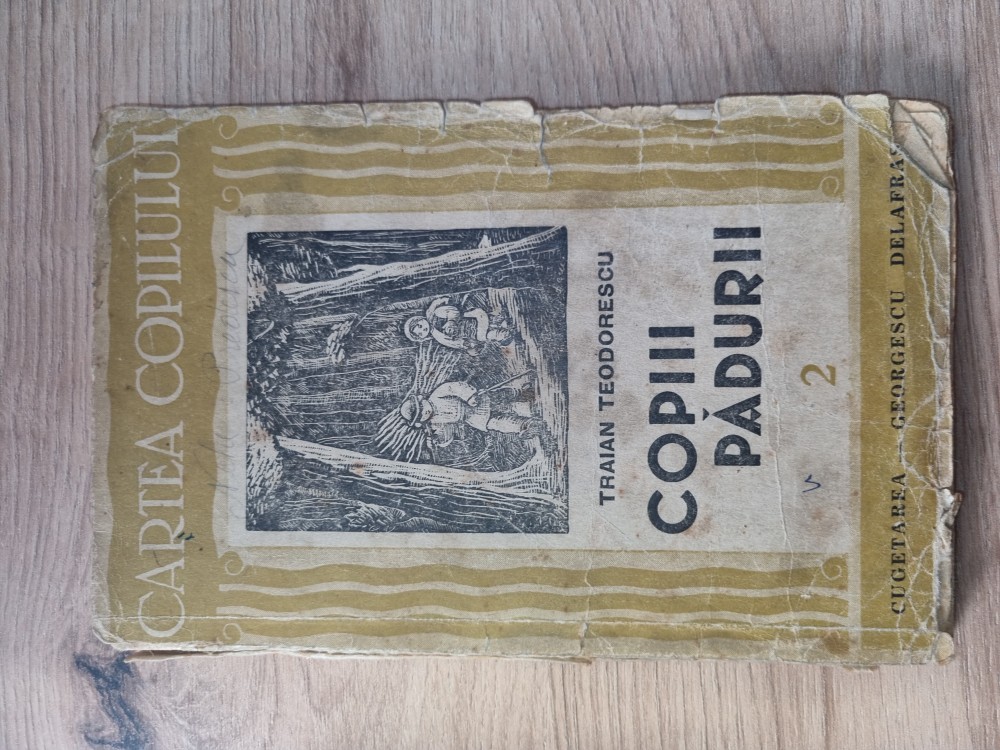 CARTEA COPILULUI
TRAIAN TEODORESCU
COPIII
PĂDURII
2
CUGETAREA — GEORGESCU DELAFRAS